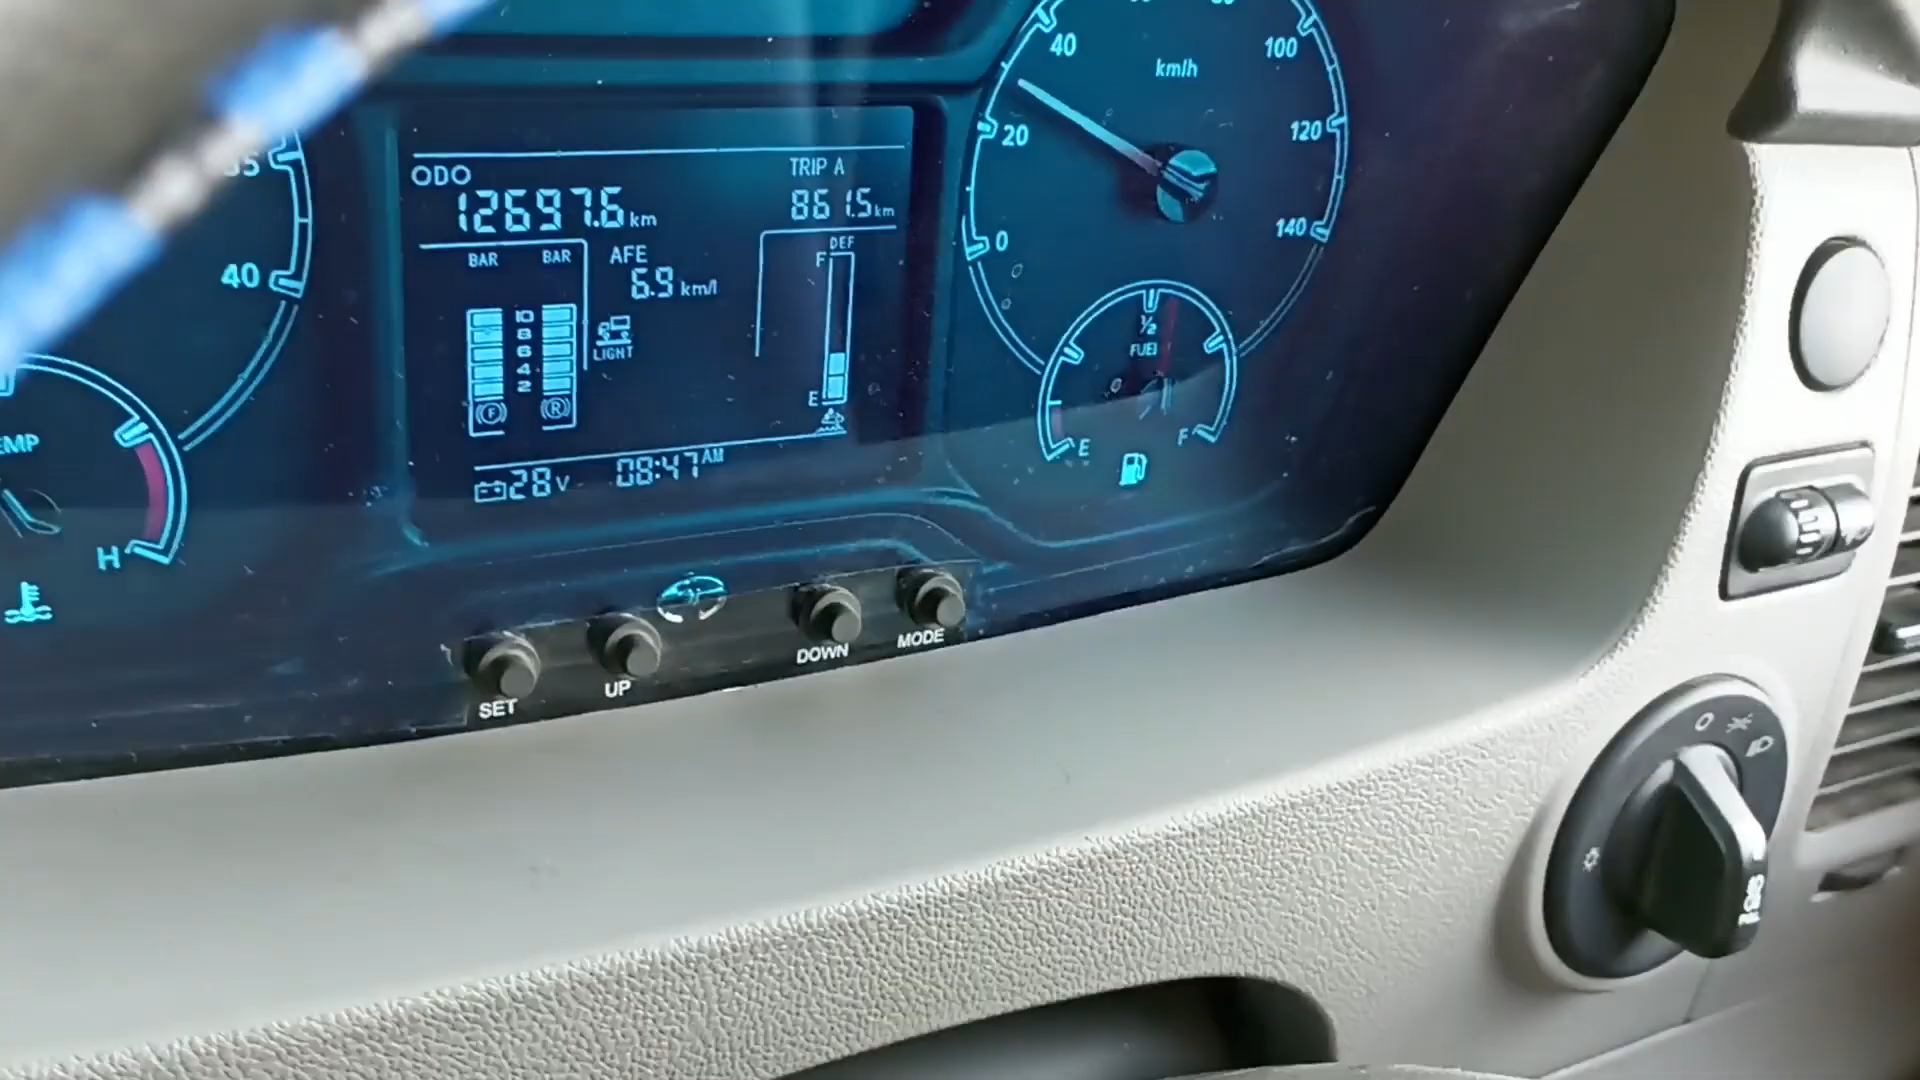 40
100
km/h
20
120
0
140
35
40
ODO
TRIP A
12697.6 km
861.5 km
BAR
BAR
AFE
6.9 km/l
DEF
F
E
10
8
6
4
2
LIGHT
(F)
(R)
28 V
08:47 AM
1/2
FUEL
E
F
H
SET
UP
DOWN
MODE